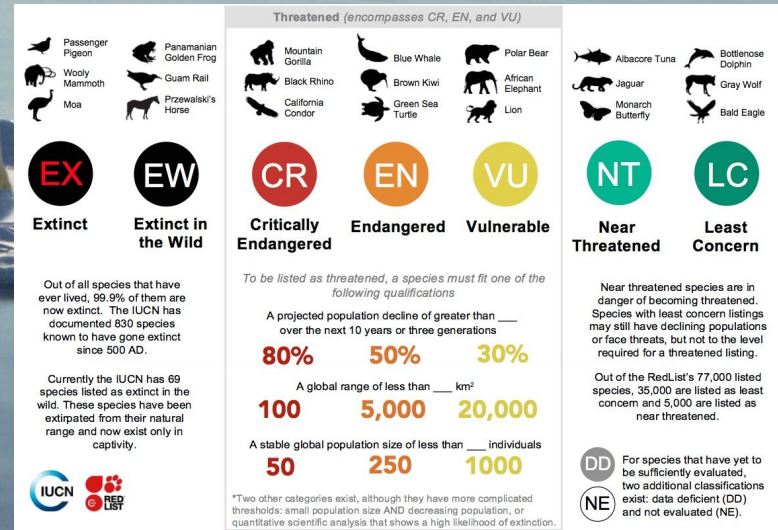 Threatened (encompasses CR, EN, and VU)
Passenger
Pigeon
Wooly
Mammoth
Moa
Panamanian
Golden Frog
Guam Rail
Przewalski's
Horse
Mountain
Gorilla
Black Rhino
California
Condor
Blue Whale
Brown Kiwi
Green Sea
Turtle
Polar Bear
African
Elephant
Lion
Albacore Tuna
Jaguar
Monarch
Butterfly
Bottlenose
Dolphin
Gray Wolf
Bald Eagle
EX
Extinct
EW
Extinct in
the Wild
CR
Critically
Endangered
EN
Endangered
VU
Vulnerable
NT
Near
Threatened
LC
Least
Concern
Out of all species that have
ever lived, 99.9% of them are
now extinct. The IUCN has
documented 830 species
known to have gone extinct
since 500 AD.
Currently the IUCN has 69
species listed as extinct in the
wild. These species have been
extirpated from their natural
range and now exist only in
captivity.
IUCN
RED
LIST
To be listed as threatened, a species must fit one of the
following qualifications
A projected population decline of greater than ___
over the next 10 years or three generations
80% 50% 30%
A global range of less than ___ km²
100 5,000 20,000
A stable global population size of less than ___ individuals
50 250 1000
*Two other categories exist, although they have more complicated
thresholds: small population size AND decreasing population, or
quantitative scientific analysis that shows a high likelihood of extinction.
Near threatened species are in
danger of becoming threatened.
Species with least concern listings
may still have declining populations
or face threats, but not to the level
required for a threatened listing.
Out of the RedList's 77,000 listed
species, 35,000 are listed as least
concern and 5,000 are listed as
near threatened.
DD
NE
For species that have yet to
be sufficiently evaluated,
two additional classifications
exist: data deficient (DD)
and not evaluated (NE).